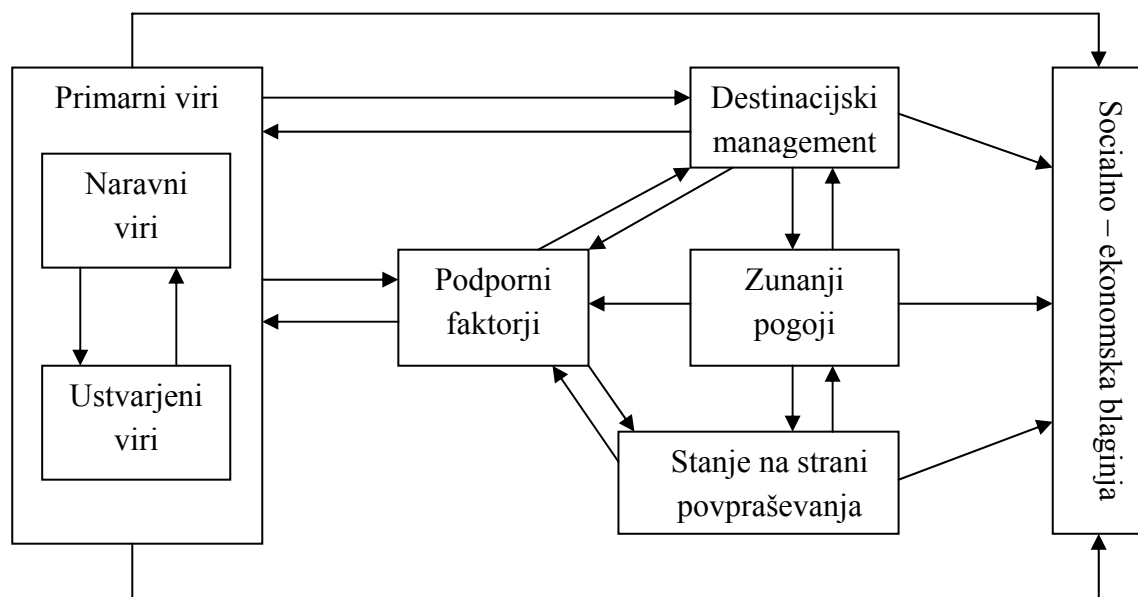 Primarni viri
Naravni
viri
Ustvarjeni
viri
Podporni
faktorji
Destinacijski
management
Zunanji
pogoji
Stanje na strani
povpraševanja
Socialno – ekonomska blaginja